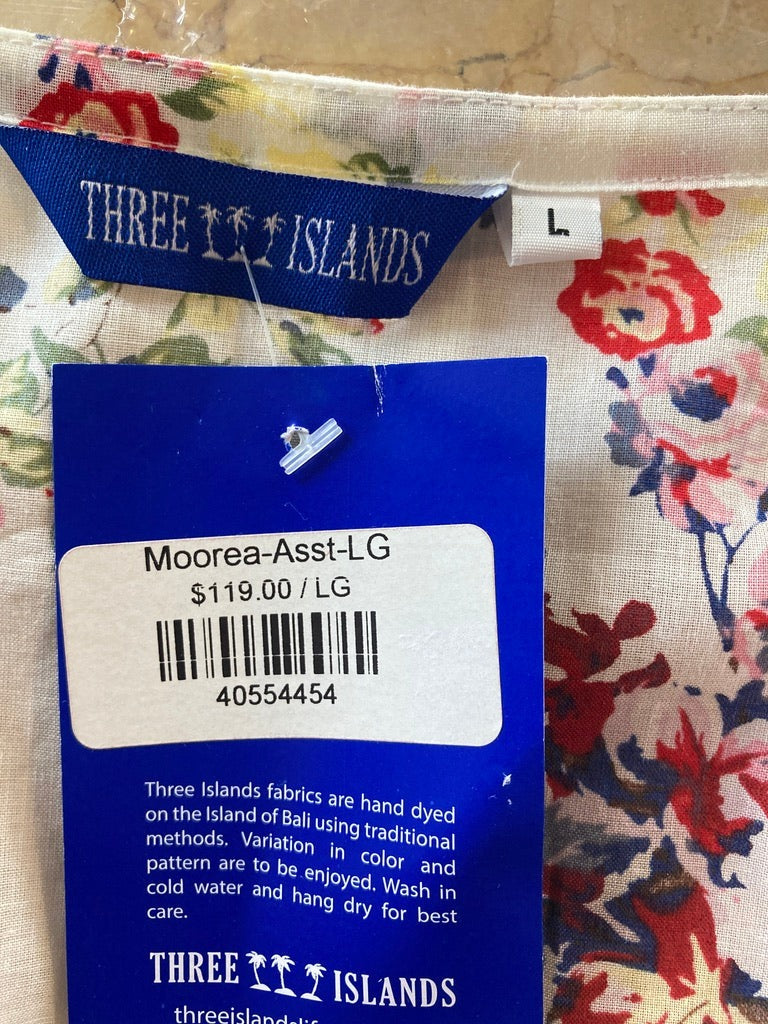 THREE ISLANDS
L
Moorea-Asst-LG
$119.00 / LG
40554454
Three Islands fabrics are hand dyed
on the Island of Bali using traditional
methods. Variation in color and
pattern are to be enjoyed. Wash in
cold water and hang dry for best
care.
THREE ISLANDS